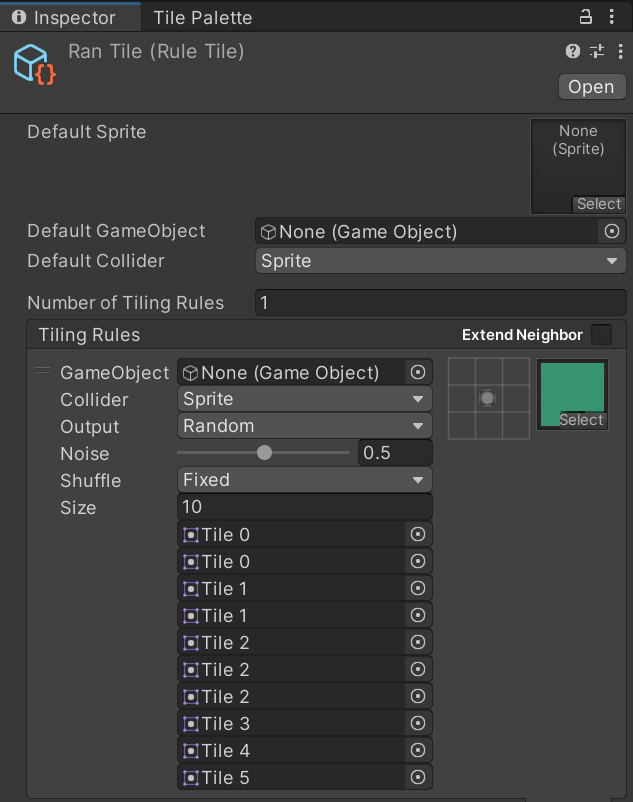 Inspector Tile Palette
Ran Tile (Rule Tile)
Open
Default Sprite
None
(Sprite)
Select
Default GameObject None (Game Object)
Default Collider Sprite
Number of Tiling Rules 1
Tiling Rules Extend Neighbor
GameObject None (Game Object)
Collider Sprite
Output Random
Select
Noise 0.5
Shuffle Fixed
Size 10
Tile 0
Tile 0
Tile 1
Tile 1
Tile 2
Tile 2
Tile 2
Tile 3
Tile 4
Tile 5